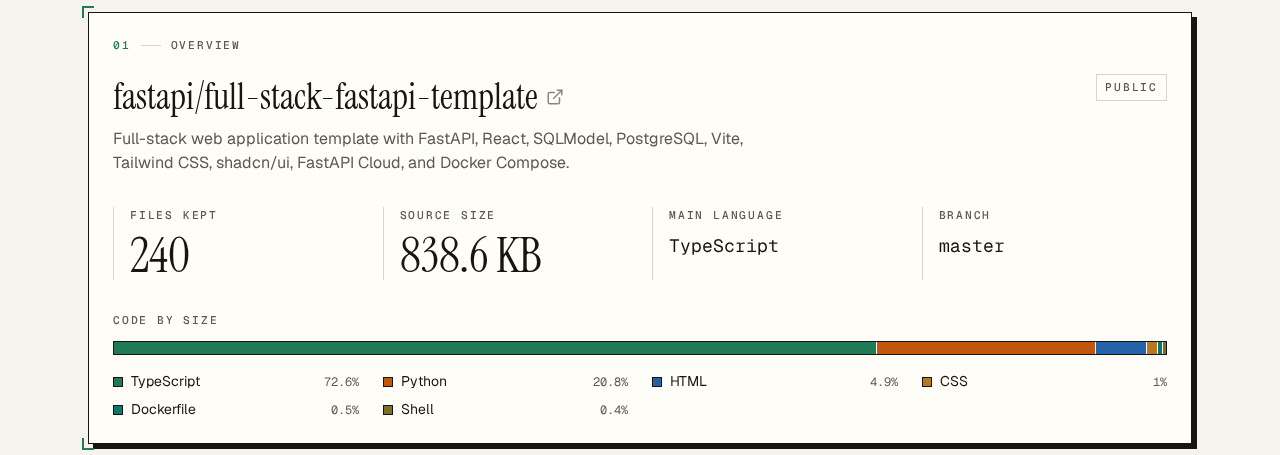 01 OVERVIEW
fastapi/full-stack-fastapi-template
PUBLIC
Full-stack web application template with FastAPI, React, SQLModel, PostgreSQL, Vite,
Tailwind CSS, shadcn/ui, FastAPI Cloud, and Docker Compose.
FILES KEPT
240
SOURCE SIZE
838.6 KB
MAIN LANGUAGE
TypeScript
BRANCH
master
CODE BY SIZE
TypeScript 72.6%
Python 20.8%
HTML 4.9%
CSS 1%
Dockerfile 0.5%
Shell 0.4%